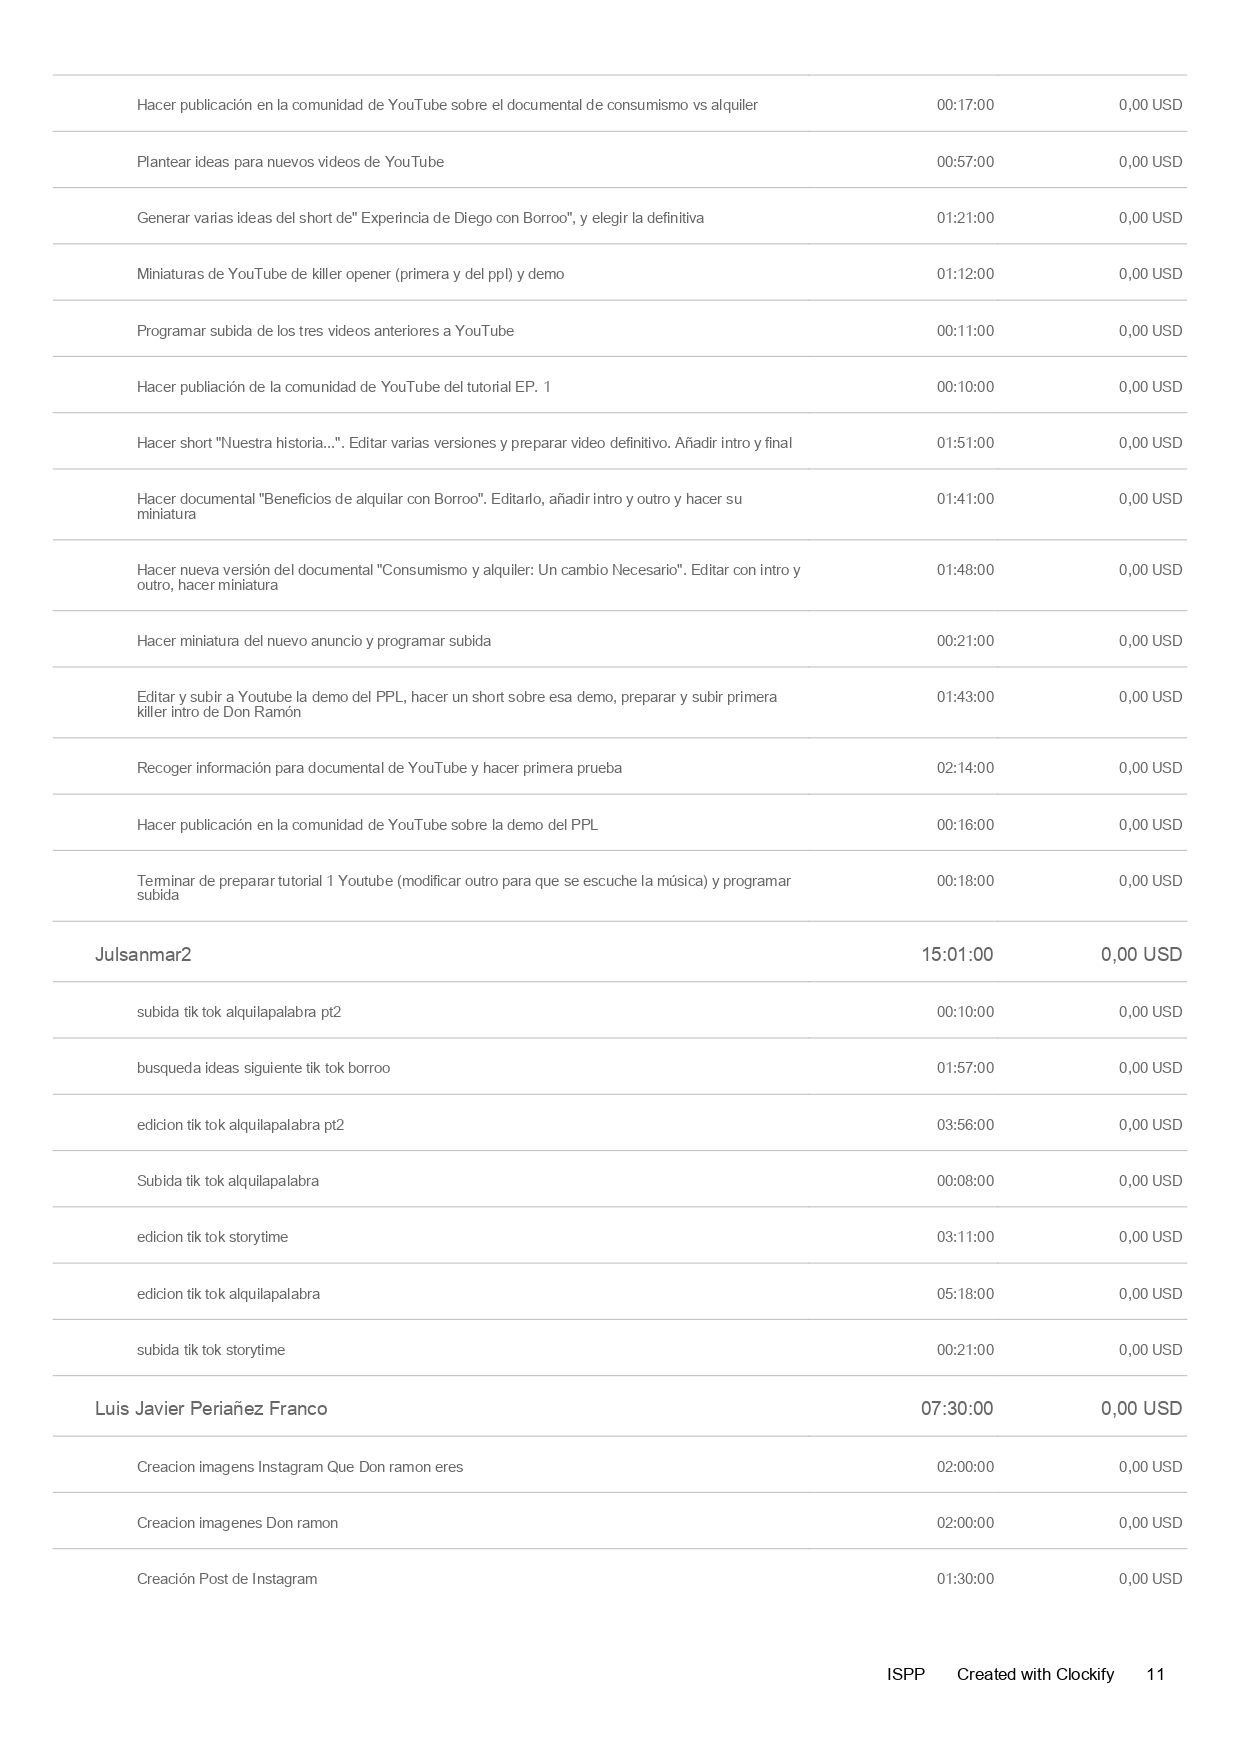 Hacer publicación en la comunidad de YouTube sobre el documental de consumismo vs alquiler 00:17:00 0,00 USD
Plantear ideas para nuevos videos de YouTube 00:57:00 0,00 USD
Generar varias ideas del short de" Experincia de Diego con Borroo", y elegir la definitiva 01:21:00 0,00 USD
Miniaturas de YouTube de killer opener (primera y del ppl) y demo 01:12:00 0,00 USD
Programar subida de los tres videos anteriores a YouTube 00:11:00 0,00 USD
Hacer publiación de la comunidad de YouTube del tutorial EP. 1 00:10:00 0,00 USD
Hacer short "Nuestra historia...". Editar varias versiones y preparar video definitivo. Añadir intro y final 01:51:00 0,00 USD
Hacer documental "Beneficios de alquilar con Borroo". Editarlo, añadir intro y outro y hacer su 01:41:00 0,00 USD
miniatura
Hacer nueva versión del documental "Consumismo y alquiler: Un cambio Necesario". Editar con intro y 01:48:00 0,00 USD
outro, hacer miniatura
Hacer miniatura del nuevo anuncio y programar subida 00:21:00 0,00 USD
Editar y subir a Youtube la demo del PPL, hacer un short sobre esa demo, preparar y subir primera 01:43:00 0,00 USD
killer intro de Don Ramón
Recoger información para documental de YouTube y hacer primera prueba 02:14:00 0,00 USD
Hacer publicación en la comunidad de YouTube sobre la demo del PPL 00:16:00 0,00 USD
Terminar de preparar tutorial 1 Youtube (modificar outro para que se escuche la música) y programar 00:18:00 0,00 USD
subida
Julsanmar2 15:01:00 0,00 USD
subida tik tok alquilapalabra pt2 00:10:00 0,00 USD
busqueda ideas siguiente tik tok borroo 01:57:00 0,00 USD
edicion tik tok alquilapalabra pt2 03:56:00 0,00 USD
Subida tik tok alquilapalabra 00:08:00 0,00 USD
edicion tik tok storytime 03:11:00 0,00 USD
edicion tik tok alquilapalabra 05:18:00 0,00 USD
subida tik tok storytime 00:21:00 0,00 USD
Luis Javier Periañez Franco 07:30:00 0,00 USD
Creacion imagens Instagram Que Don ramon eres 02:00:00 0,00 USD
Creacion imagenes Don ramon 02:00:00 0,00 USD
Creación Post de Instagram 01:30:00 0,00 USD
ISPP Created with Clockify 11